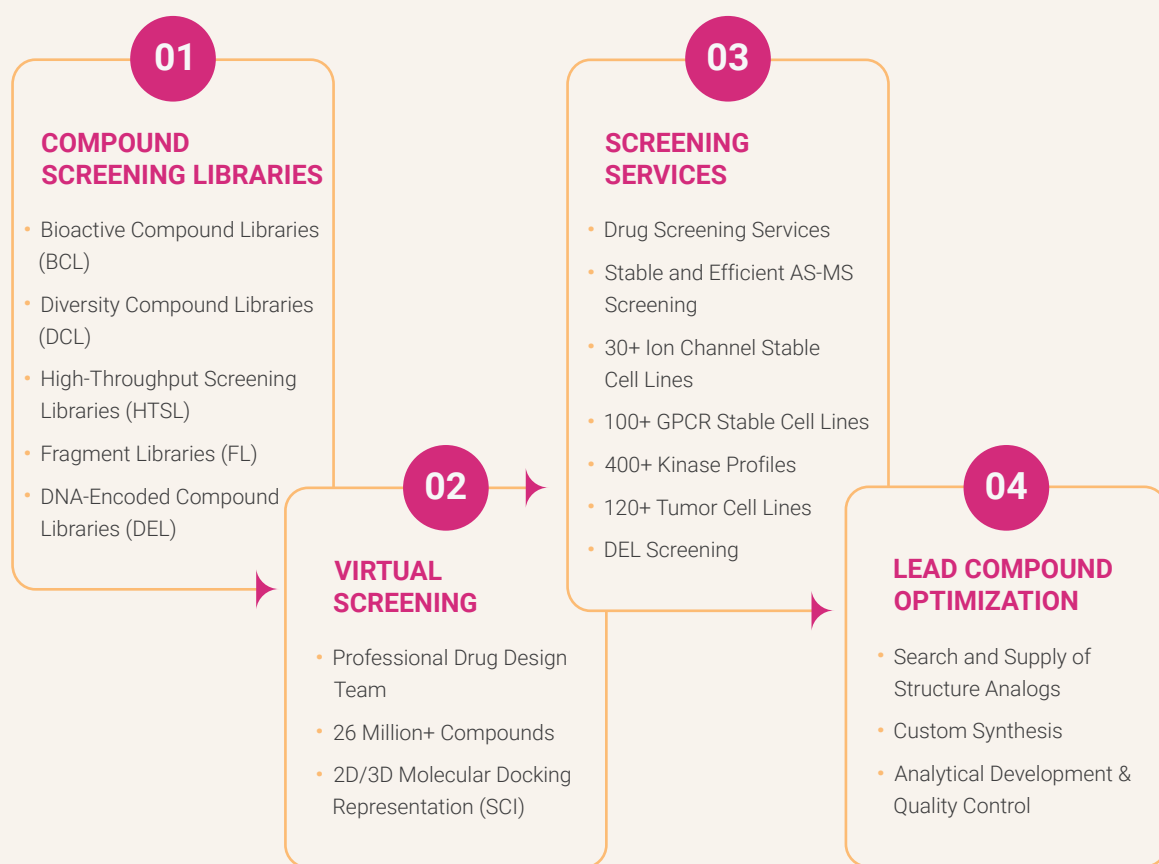 01
COMPOUND
SCREENING LIBRARIES
• Bioactive Compound Libraries
(BCL)
• Diversity Compound Libraries
(DCL)
• High-Throughput Screening
Libraries (HTSL)
• Fragment Libraries (FL)
• DNA-Encoded Compound
Libraries (DEL)
02
VIRTUAL
SCREENING
• Professional Drug Design
Team
• 26 Million+ Compounds
• 2D/3D Molecular Docking
Representation (SCI)
03
SCREENING
SERVICES
• Drug Screening Services
• Stable and Efficient AS-MS
Screening
• 30+ Ion Channel Stable
Cell Lines
• 100+ GPCR Stable Cell Lines
• 400+ Kinase Profiles
• 120+ Tumor Cell Lines
• DEL Screening
04
LEAD COMPOUND
OPTIMIZATION
• Search and Supply of
Structure Analogs
• Custom Synthesis
• Analytical Development &
Quality Control